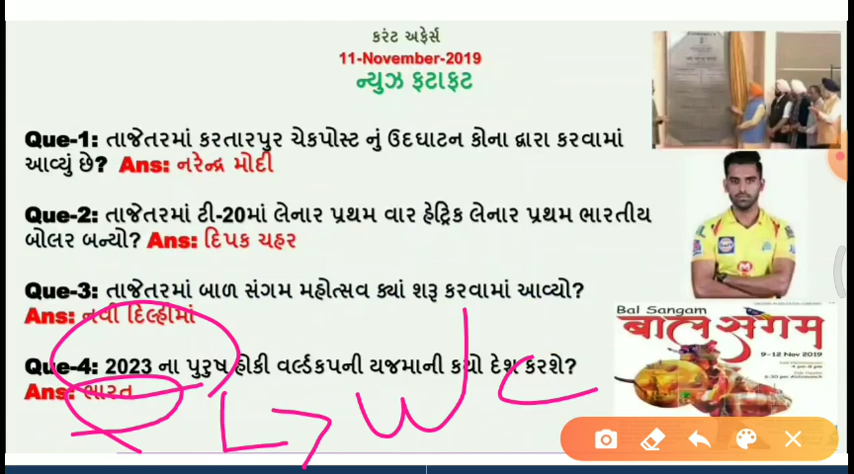 કરંટ અફેર્સ
11-November-2019
ન્યુઝ ફટાફટ
Que-1: તાજેતરમાં કરતારપુર ચેકપોસ્ટ નું ઉદઘાટન કોના દ્વારા કરવામાં
આવ્યું છે? Ans: નરેન્દ્ર મોદી
Que-2: તાજેતરમાં ટી-20માં લેનાર પ્રથમ વાર હેટ્રિક લેનાર પ્રથમ ભારતીય
બોલર બન્યો? Ans: દિપક ચહર
Que-3: તાજેતરમાં બાળ સંગમ મહોત્સવ ક્યાં શરૂ કરવામાં આવ્યો?
Ans: નવી દિલ્હીમાં
Que-4: 2023 ના પુરુષ હોકી વર્લ્ડકપની યજમાની કયો દેશ કરશે?
Ans: ભારત
WC
Bal Sangam
बाल संगम
9-12 Nov 2019